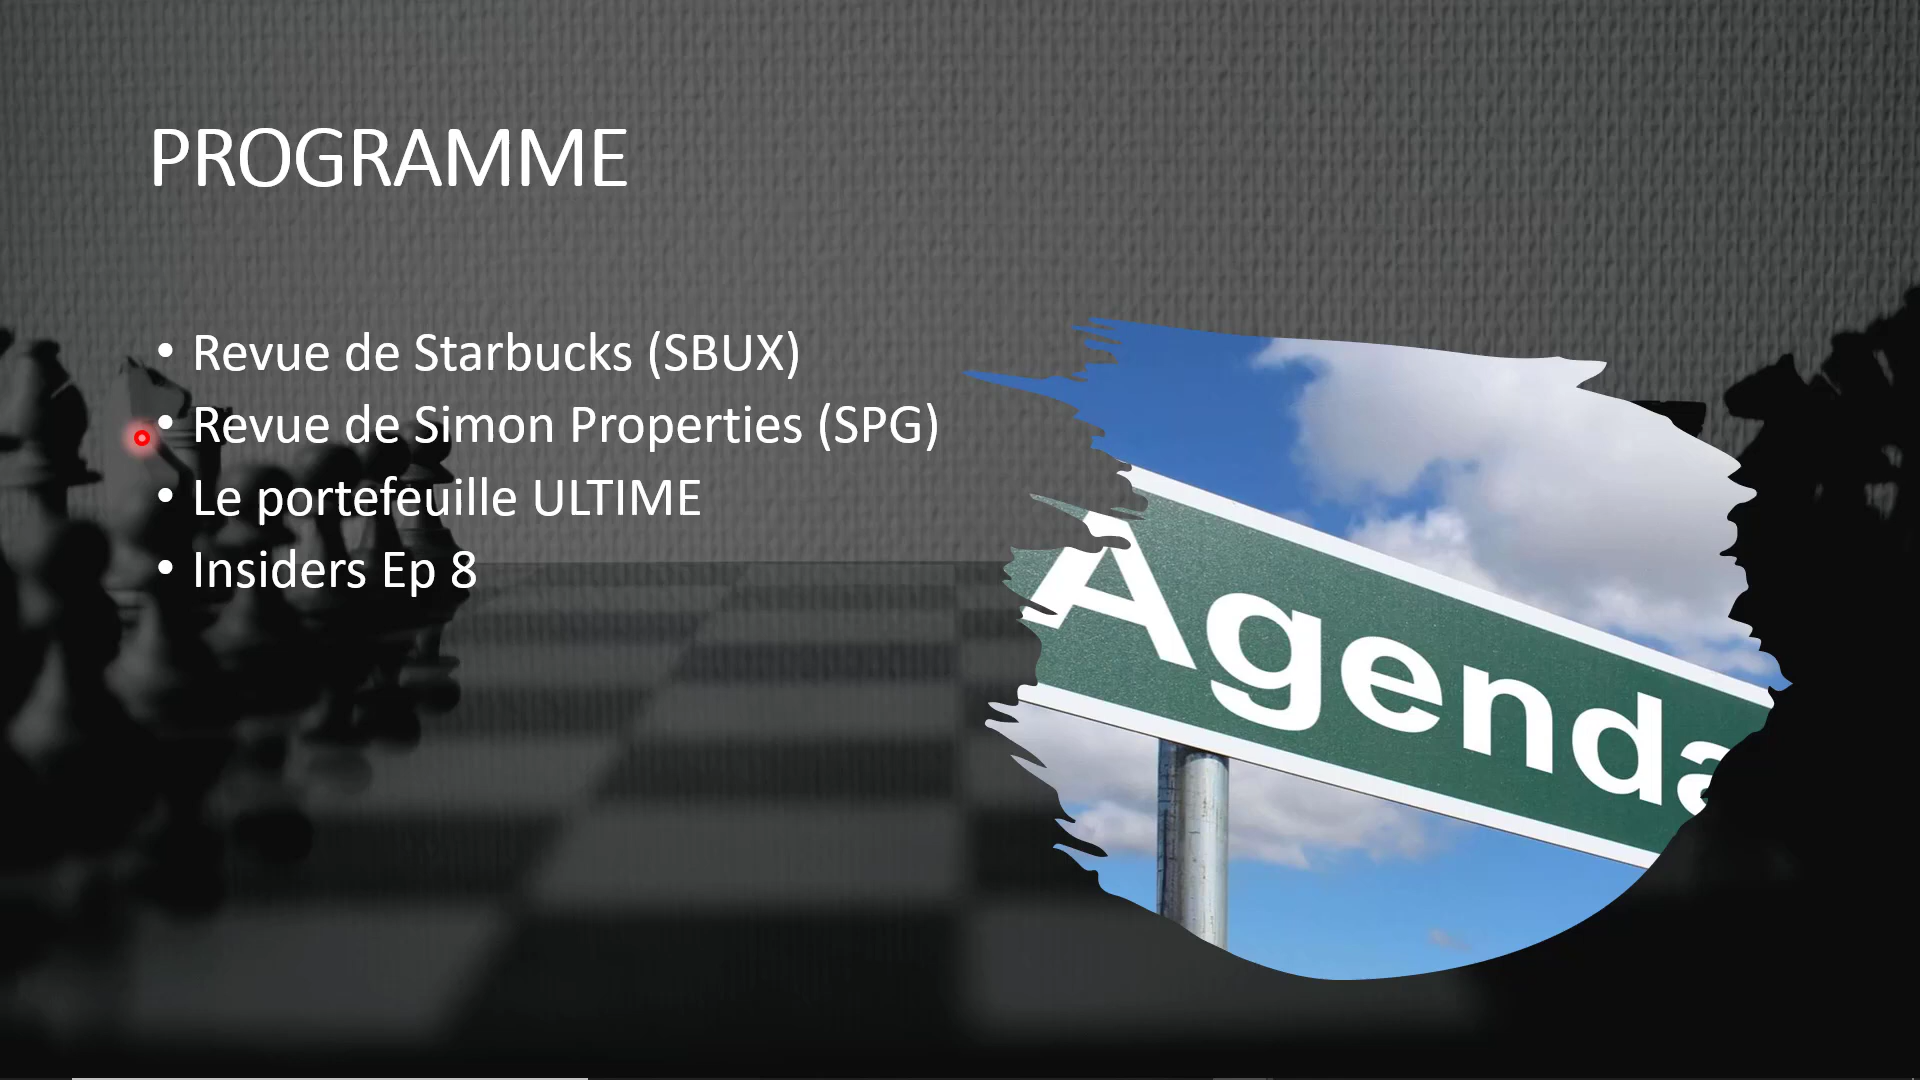 PROGRAMME
• Revue de Starbucks (SBUX)
• Revue de Simon Properties (SPG)
• Le portefeuille ULTIME
• Insiders Ep 8
Agenda